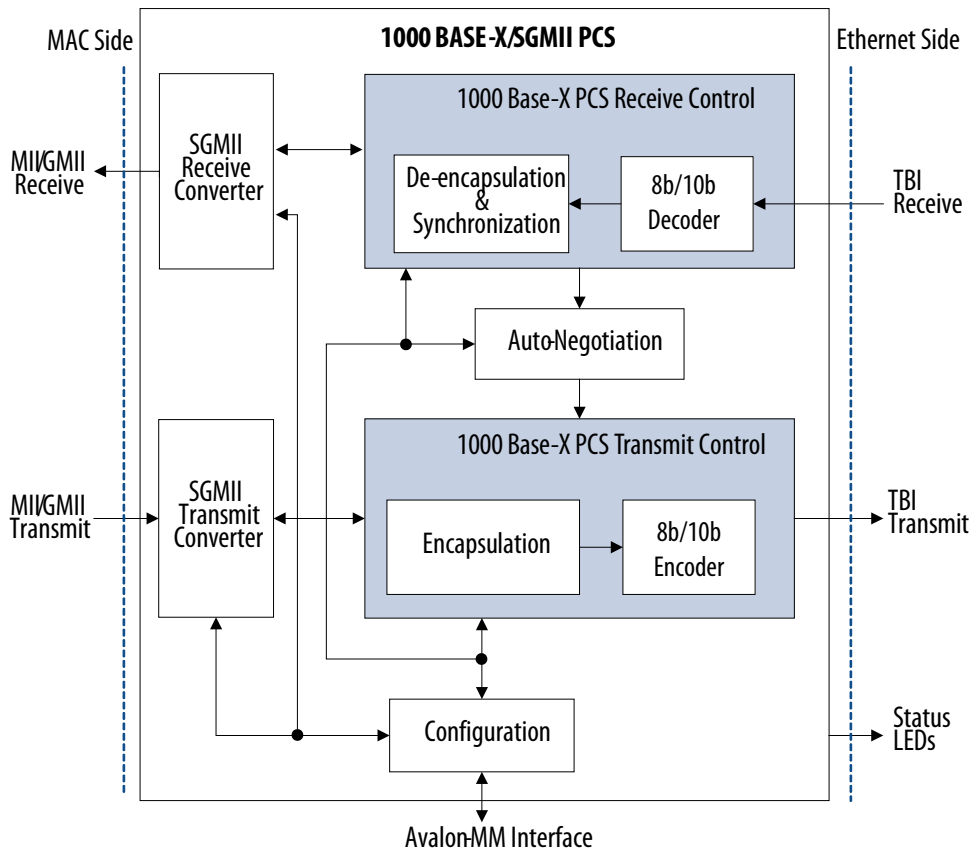 MAC Side
1000 BASE-X/SGMII PCS
Ethernet Side
1000 Base-X PCS Receive Control
SGMII
Receive
Converter
MII/GMII
Receive
De-encapsulation
&
Synchronization
8b/10b
Decoder
TBI
Receive
Auto-Negotiation
1000 Base-X PCS Transmit Control
SGMII
Transmit
Converter
MII/GMII
Transmit
Encapsulation
8b/10b
Encoder
TBI
Transmit
Configuration
Status
LEDs
Avalon-MM Interface